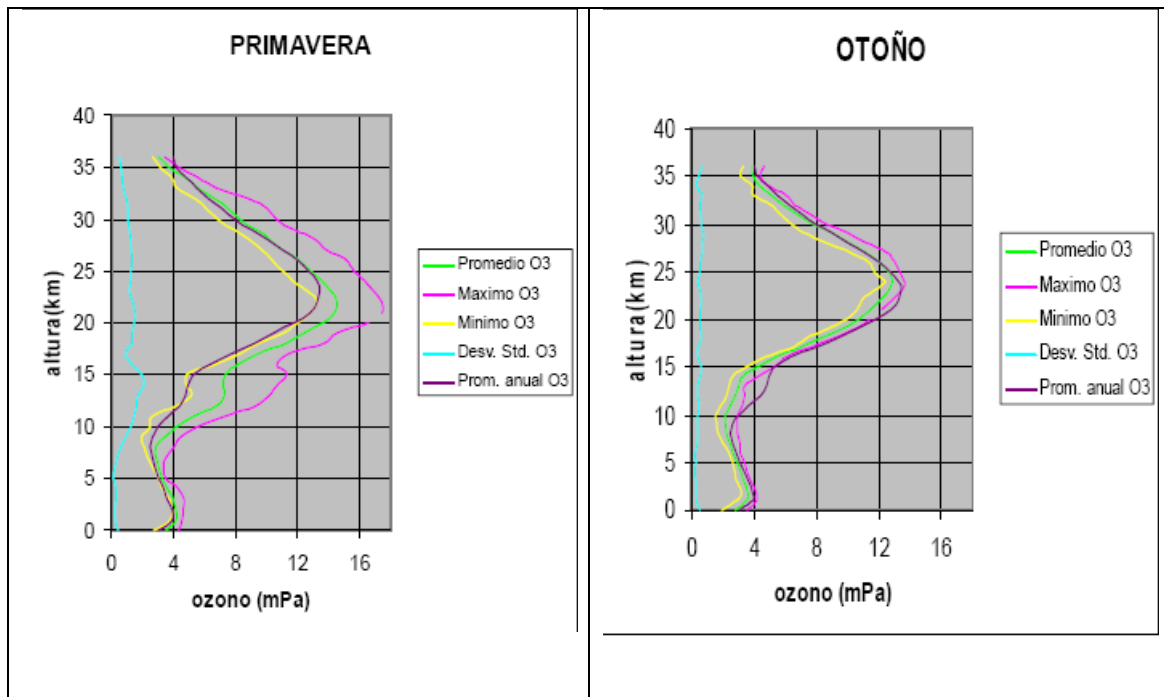 PRIMAVERA
40
35
30
25
20
15
10
5
0
altura(km)
0 4 8 12 16
ozono (mPa)
Promedio O3
Maximo O3
Minimo O3
Desv. Std. O3
Prom. anual O3
OTOÑO
40
35
30
25
20
15
10
5
0
altura(km)
0 4 8 12 16
ozono (mPa)
Promedio O3
Maximo O3
Minimo O3
Desv. Std. O3
Prom. anual O3